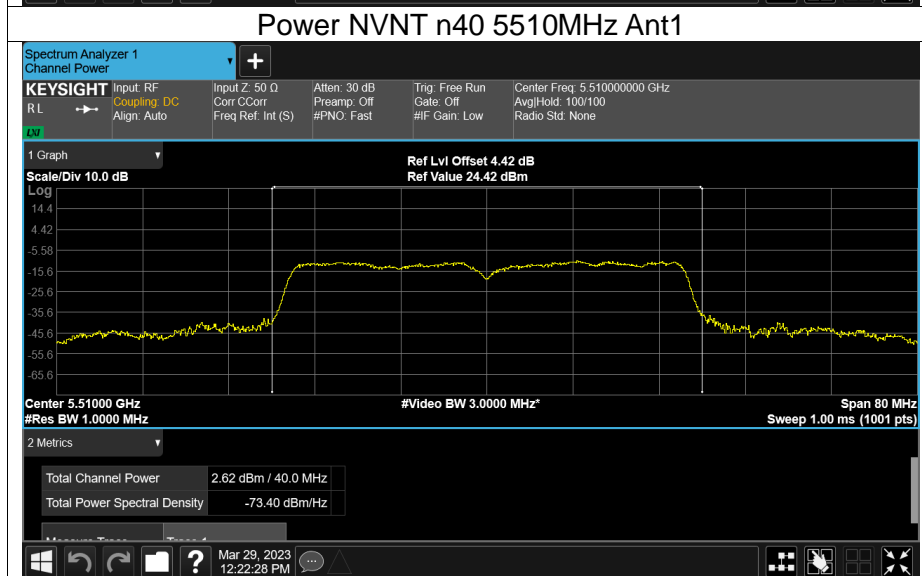 Power NVNT n40 5510MHz Ant1
Spectrum Analyzer 1
Channel Power
KEYSIGHT
R L
LXI
Input: RF
Coupling: DC
Align: Auto
Input Z: 50 Ω
Corr CCorr
Freq Ref: Int (S)
Atten: 30 dB
Preamp: Off
#PNO: Fast
Trig: Free Run
Gate: Off
#IF Gain: Low
Center Freq: 5.510000000 GHz
Avg|Hold: 100/100
Radio Std: None
1 Graph
Scale/Div 10.0 dB
Ref Lvl Offset 4.42 dB
Ref Value 24.42 dBm
Log
14.4
4.42
-5.58
-15.6
-25.6
-35.6
-45.6
-55.6
-65.6
Center 5.51000 GHz
#Res BW 1.0000 MHz
#Video BW 3.0000 MHz*
Span 80 MHz
Sweep 1.00 ms (1001 pts)
2 Metrics
Total Channel Power 2.62 dBm / 40.0 MHz
Total Power Spectral Density -73.40 dBm/Hz
Mar 29, 2023
12:22:28 PM